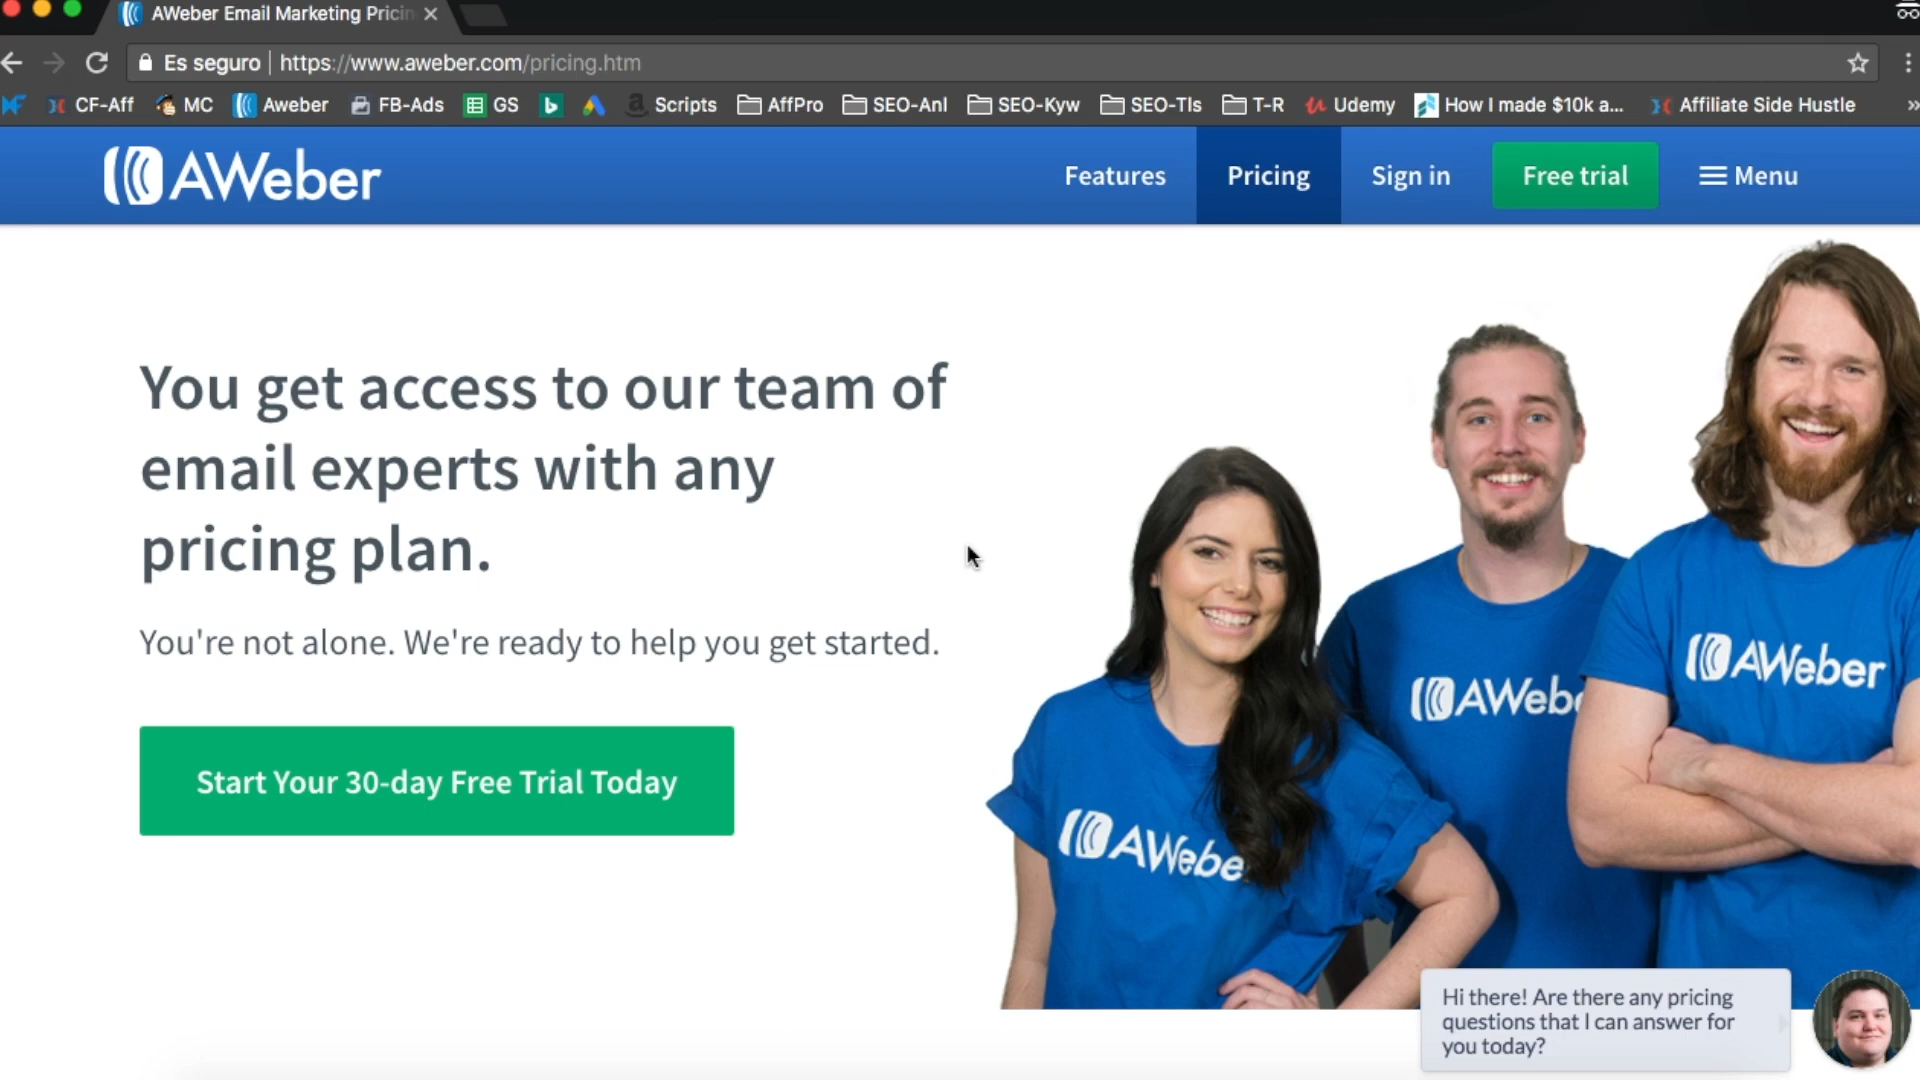 AWeber Email Marketing Pricin
Es seguro | https://www.aweber.com/pricing.htm
CF-Aff MC Aweber FB-Ads GS Scripts AffPro SEO-Anl SEO-Kyw SEO-Tls T-R Udemy How I made $10k a... Affiliate Side Hustle »
AWeber Features Pricing Sign in Free trial Menu
You get access to our team of
email experts with any
pricing plan.
You're not alone. We're ready to help you get started.
Start Your 30-day Free Trial Today
AWeber
AWebe
AWebe
Hi there! Are there any pricing
questions that I can answer for
you today?